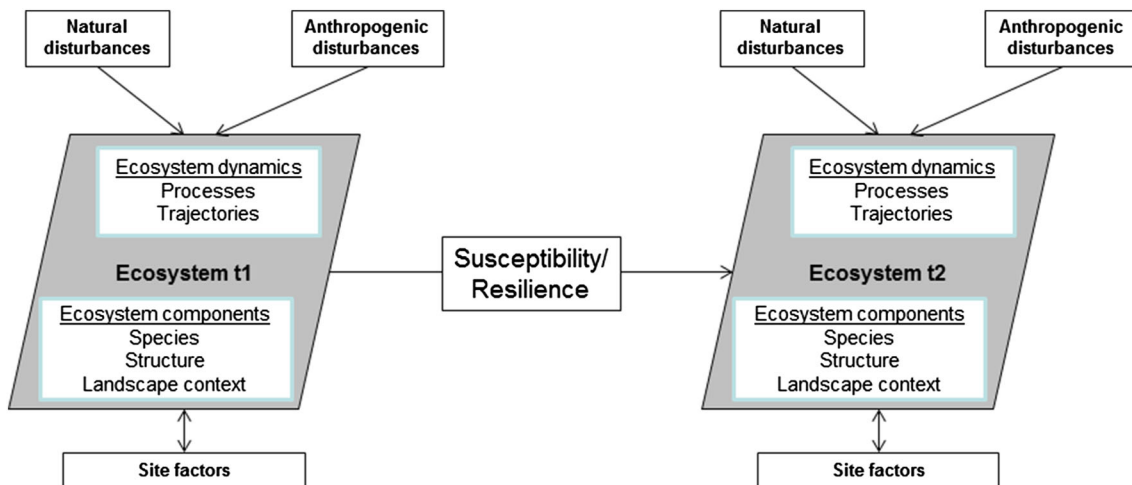 Natural
disturbances
Anthropogenic
disturbances
Ecosystem dynamics
Processes
Trajectories
Ecosystem t1
Ecosystem components
Species
Structure
Landscape context
Site factors
Susceptibility/
Resilience
Natural
disturbances
Anthropogenic
disturbances
Ecosystem dynamics
Processes
Trajectories
Ecosystem t2
Ecosystem components
Species
Structure
Landscape context
Site factors